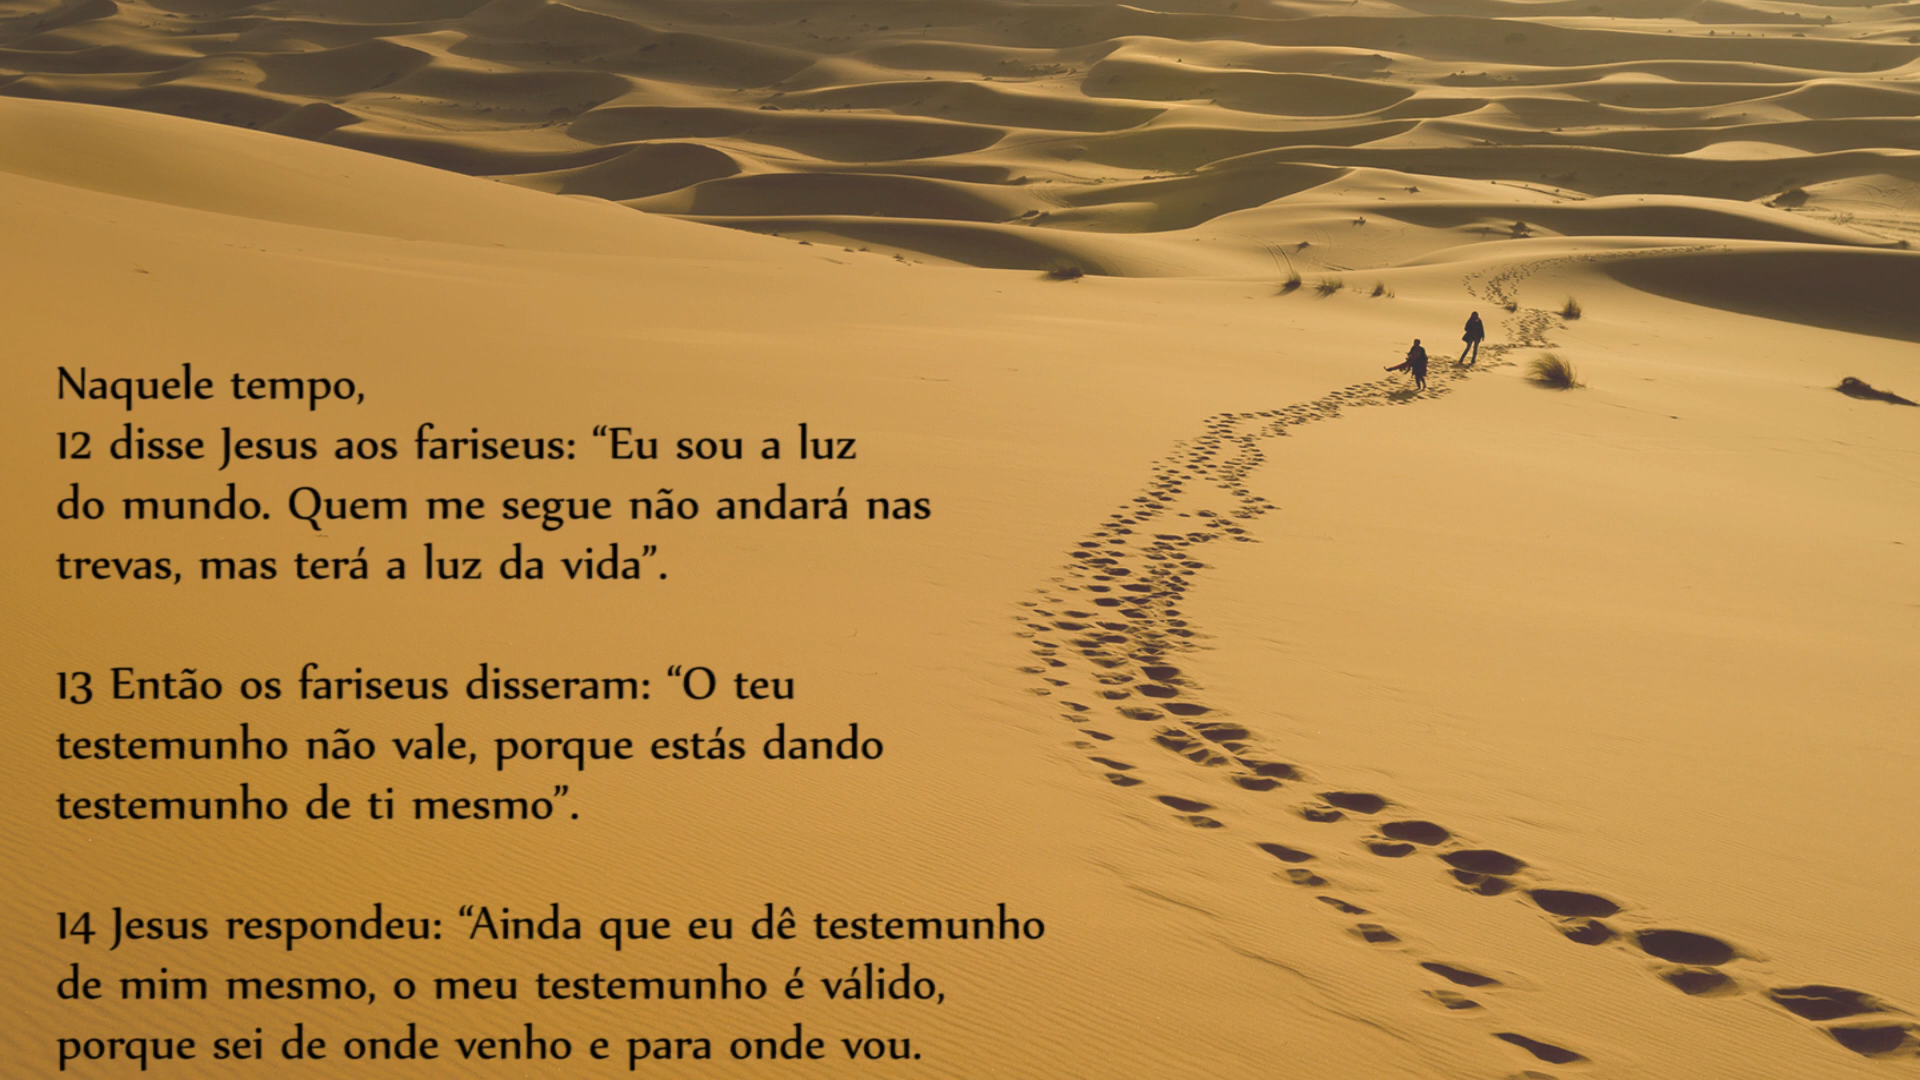 Naquele tempo,
12 disse Jesus aos fariseus: “Eu sou a luz
do mundo. Quem me segue não andará nas
trevas, mas terá a luz da vida”.
13 Então os fariseus disseram: “O teu
testemunho não vale, porque estás dando
testemunho de ti mesmo”.
14 Jesus respondeu: “Ainda que eu dê testemunho
de mim mesmo, o meu testemunho é válido,
porque sei de onde venho e para onde vou.